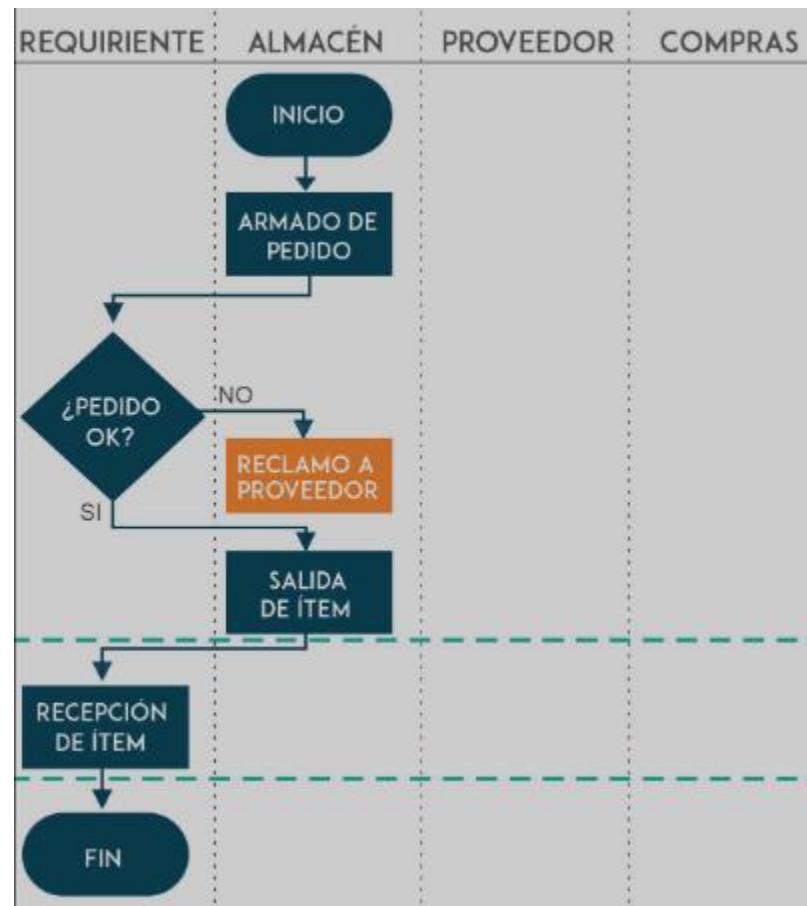 REQUIRIENTE ALMACÉN PROVEEDOR COMPRAS
INICIO
ARMADO DE
PEDIDO
¿PEDIDO
OK?
NO
RECLAMO A
PROVEEDOR
SI
SALIDA
DE ÍTEM
RECEPCIÓN
DE ÍTEM
FIN